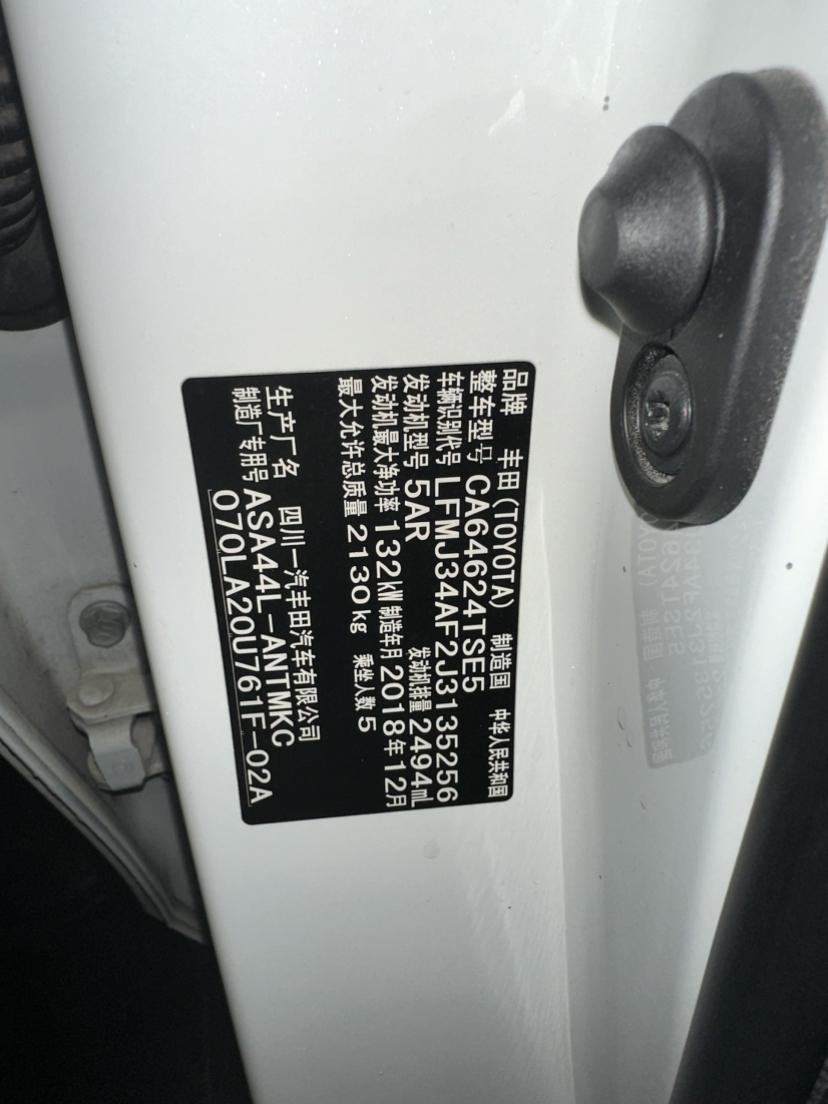 品牌 丰田(TOYOTA) 制造国 中华人民共和国
整车型号 CA64624TSE5
车辆识别代号 LFMJ34AF2J3135256
发动机型号 5AR 发动机排量 2494mL
发动机最大净功率 132kW 制造年月 2018年12月
最大允许总质量 2130kg 乘坐人数 5
生产厂名 四川一汽丰田汽车有限公司
制造厂专用号 ASA44L-ANTMKC
070LA20U761F-02A